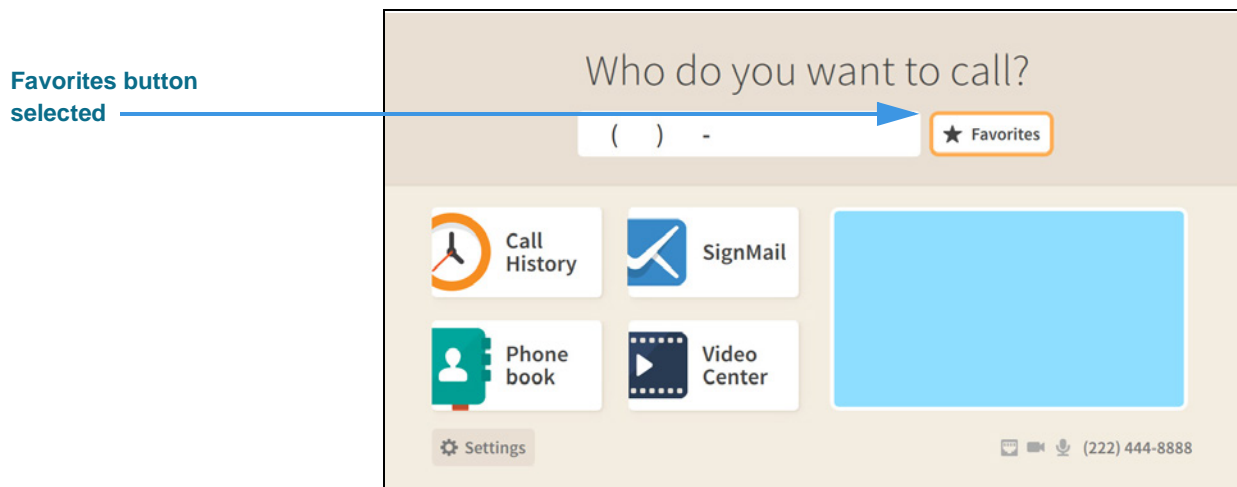 Favorites button
selected
Who do you want to call?
( ) -
★ Favorites
Call
History
SignMail
Phone
book
Video
Center
Settings
(222) 444-8888